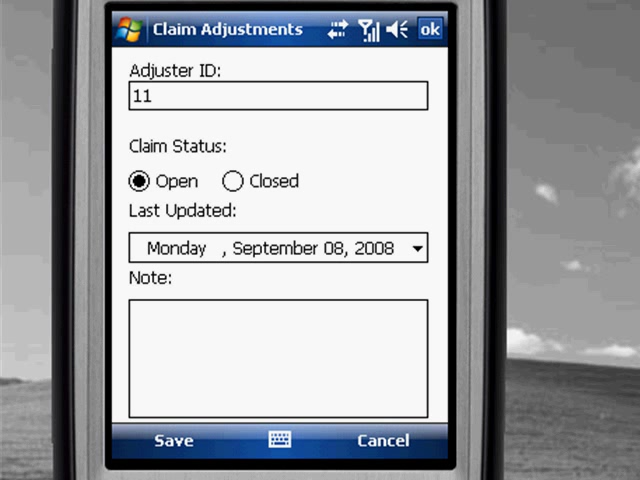 Claim Adjustments ok
Adjuster ID:
11
Claim Status:
Open Closed
Last Updated:
Monday , September 08, 2008
Note:
Save Cancel